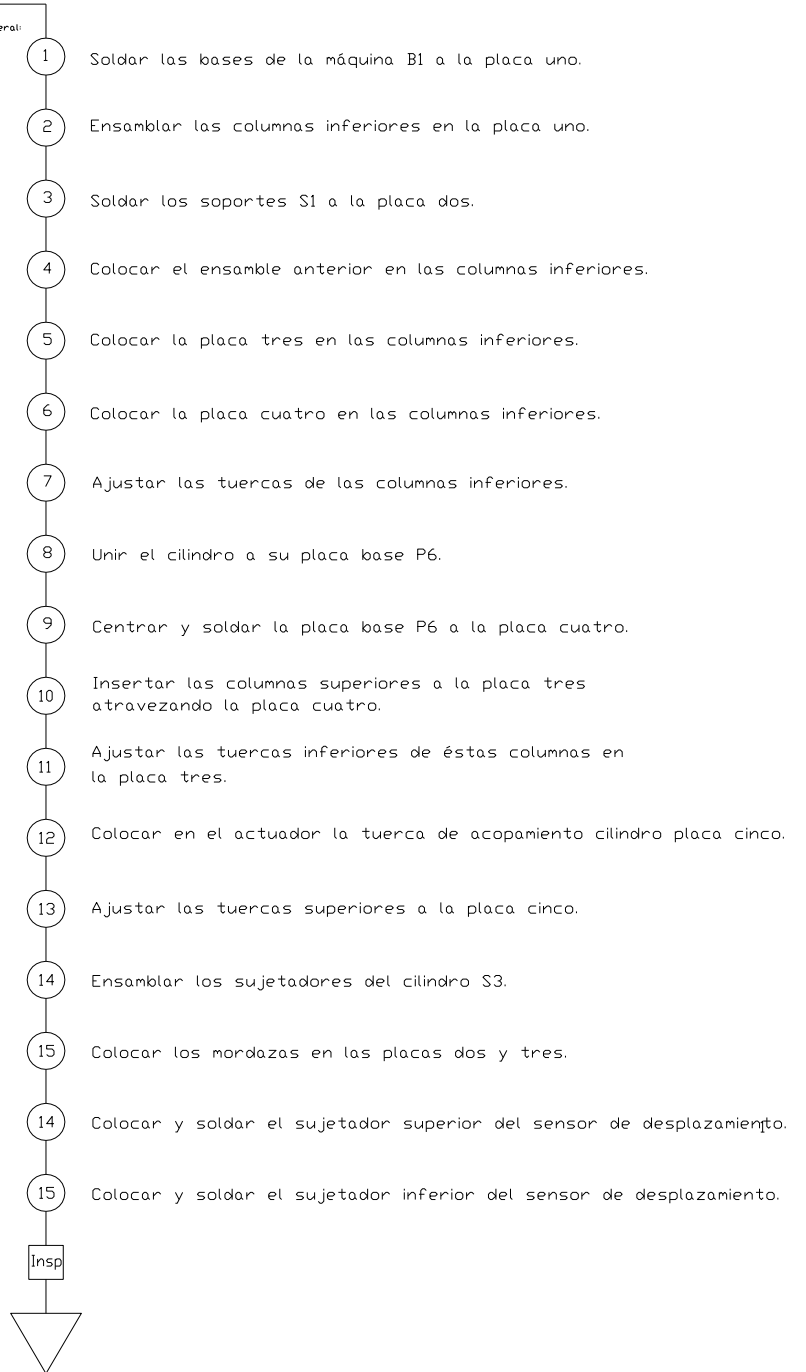 eral:
1 Soldar las bases de la máquina B1 a la placa uno.
2 Ensamblar las columnas inferiores en la placa uno.
3 Soldar los soportes S1 a la placa dos.
4 Colocar el ensamble anterior en las columnas inferiores.
5 Colocar la placa tres en las columnas inferiores.
6 Colocar la placa cuatro en las columnas inferiores.
7 Ajustar las tuercas de las columnas inferiores.
8 Unir el cilindro a su placa base P6.
9 Centrar y soldar la placa base P6 a la placa cuatro.
10 Insertar las columnas superiores a la placa tres
atravezando la placa cuatro.
11 Ajustar las tuercas inferiores de éstas columnas en
la placa tres.
12 Colocar en el actuador la tuerca de acopamiento cilindro placa cinco.
13 Ajustar las tuercas superiores a la placa cinco.
14 Ensamblar los sujetadores del cilindro S3.
15 Colocar los mordazas en las placas dos y tres.
14 Colocar y soldar el sujetador superior del sensor de desplazamiento.
15 Colocar y soldar el sujetador inferior del sensor de desplazamiento.
Insp